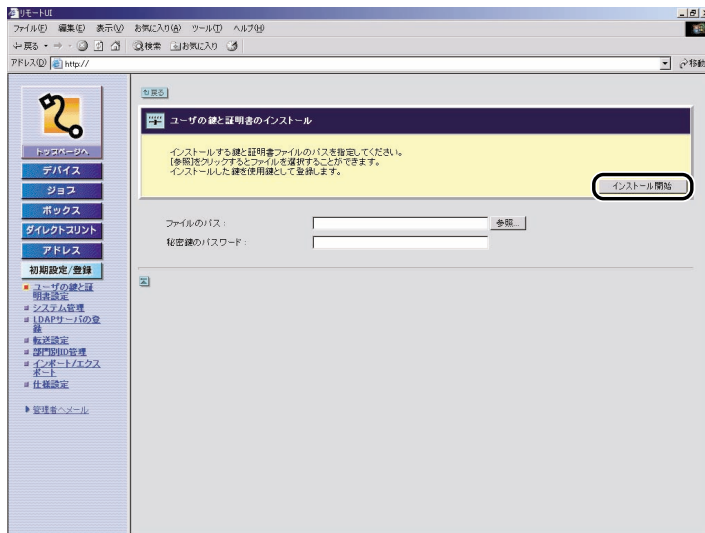 リモートUI
ファイル(F) 編集(E) 表示(V) お気に入り(A) ツール(T) ヘルプ(H)
戻る 検索 お気に入り
アドレス(D) http:// 移動
トップページへ
デバイス
ジョブ
ボックス
ダイレクトプリント
アドレス
初期設定/登録
ユーザの鍵と証
明書設定
システム管理
LDAPサーバの登
録
転送設定
部門別ID管理
インポート/エクス
ポート
仕様設定
管理者へメール
戻る
ユーザの鍵と証明書のインストール
インストールする鍵と証明書ファイルのパスを指定してください。
[参照]をクリックするとファイルを選択することができます。
インストールした鍵を使用鍵として登録します。
インストール開始
ファイルのパス：
参照...
秘密鍵のパスワード：